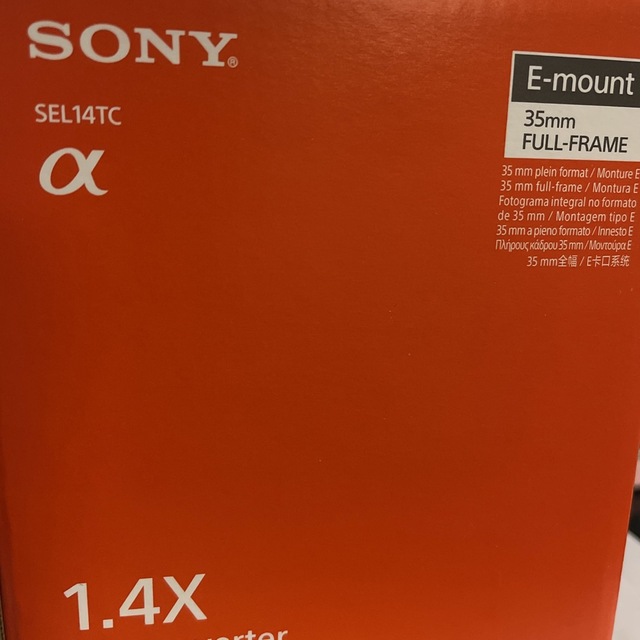 SONY®
SEL14TC
α
E-mount
35mm
FULL-FRAME
35 mm plein format / Monture E
35 mm full-frame / Montura E
Fotograma integral no formato
de 35 mm / Montagem tipo E
35 mm a pieno formato / Innesto E
Πλήρους κάδρου 35 mm / Μοντούρα E
35 mm全幅 / E卡口系统
1.4X